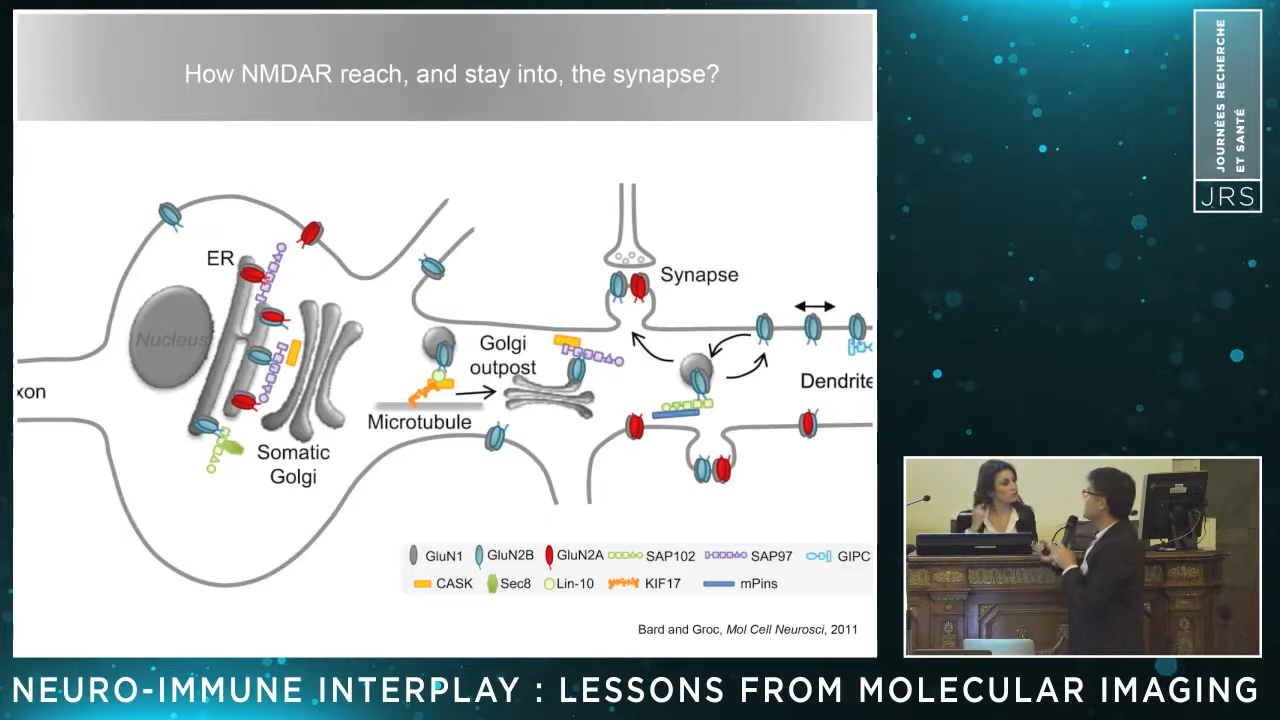 How NMDAR reach, and stay into, the synapse?
ER
Nucleus
xon
Somatic
Golgi
Microtubule
Golgi
outpost
Synapse
Dendrite
GluN1 GluN2B GluN2A SAP102 SAP97 GIPC
CASK Sec8 Lin-10 KIF17 mPins
Bard and Groc, Mol Cell Neurosci, 2011
JOURNÉES RECHERCHE
ET SANTÉ
JRS
NEURO-IMMUNE INTERPLAY : LESSONS FROM MOLECULAR IMAGING